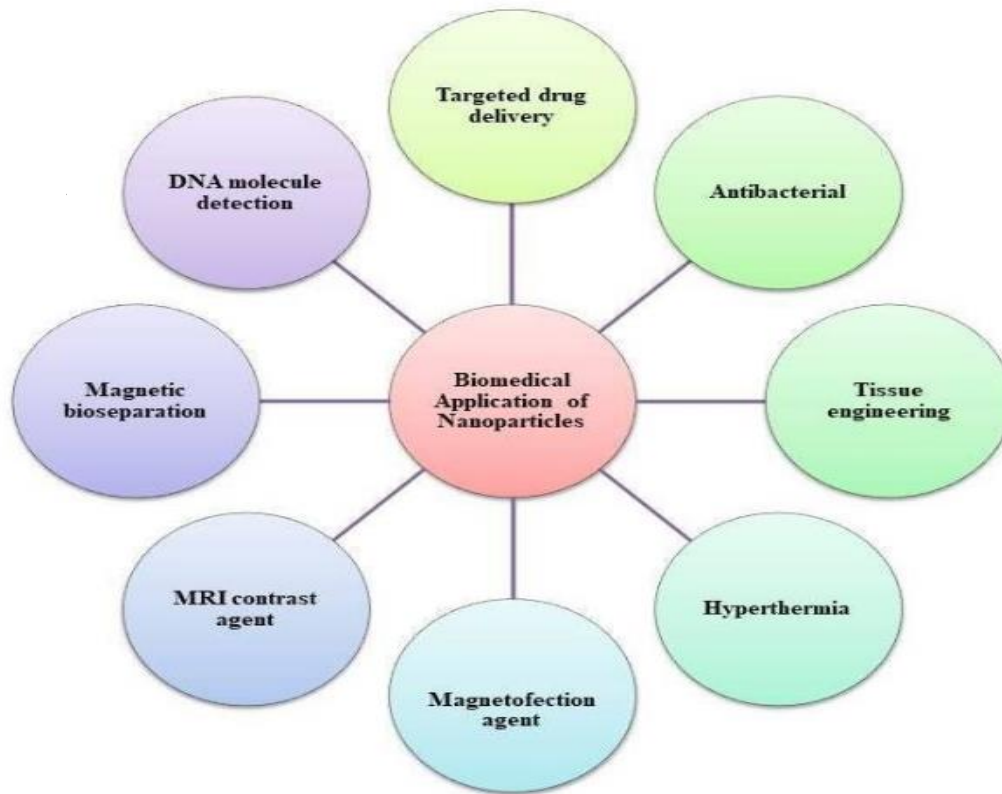 Targeted drug
delivery
DNA molecule
detection
Antibacterial
Magnetic
bioseparation
Biomedical
Application of
Nanoparticles
Tissue
engineering
MRI contrast
agent
Hyperthermia
Magnetofection
agent